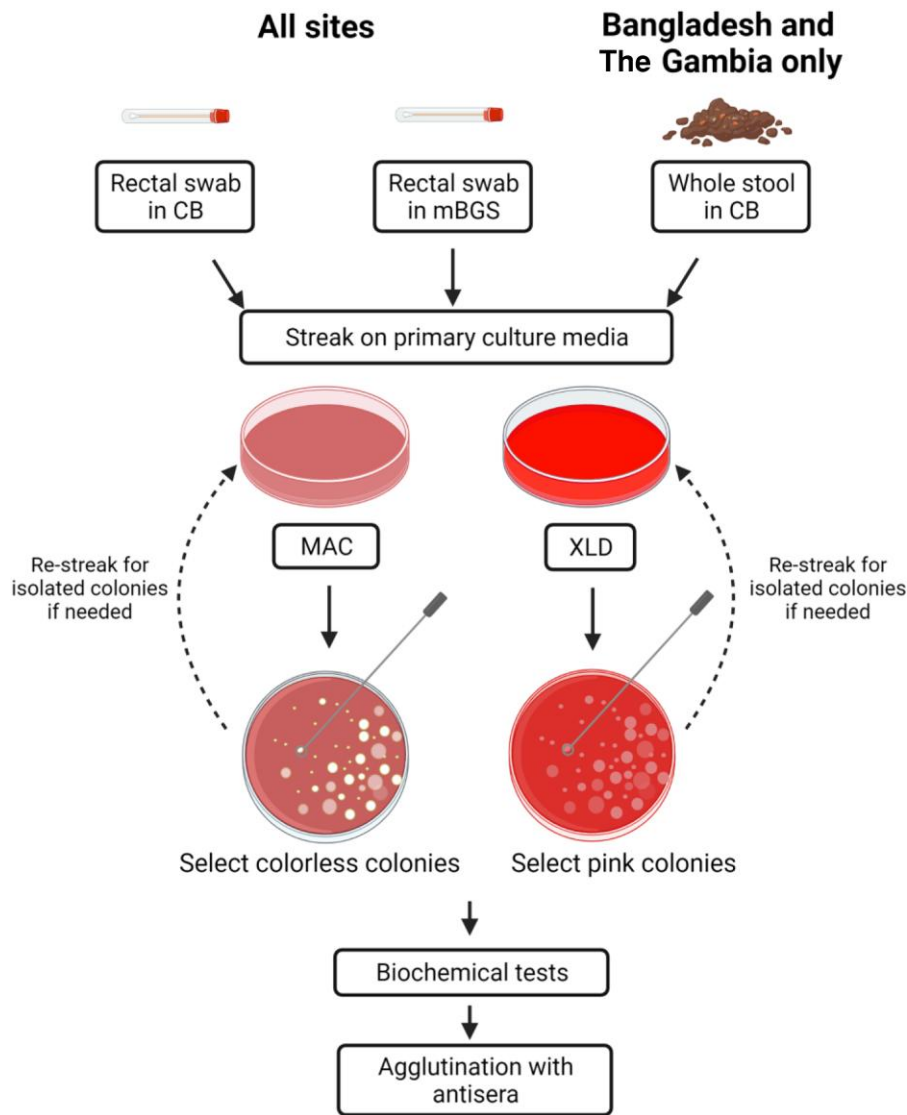 All sites
Bangladesh and
The Gambia only
Rectal swab
in CB
Rectal swab
in mBGS
Whole stool
in CB
Streak on primary culture media
MAC
XLD
Re-streak for
isolated colonies
if needed
Re-streak for
isolated colonies
if needed
Select colorless colonies
Select pink colonies
Biochemical tests
Agglutination with
antisera